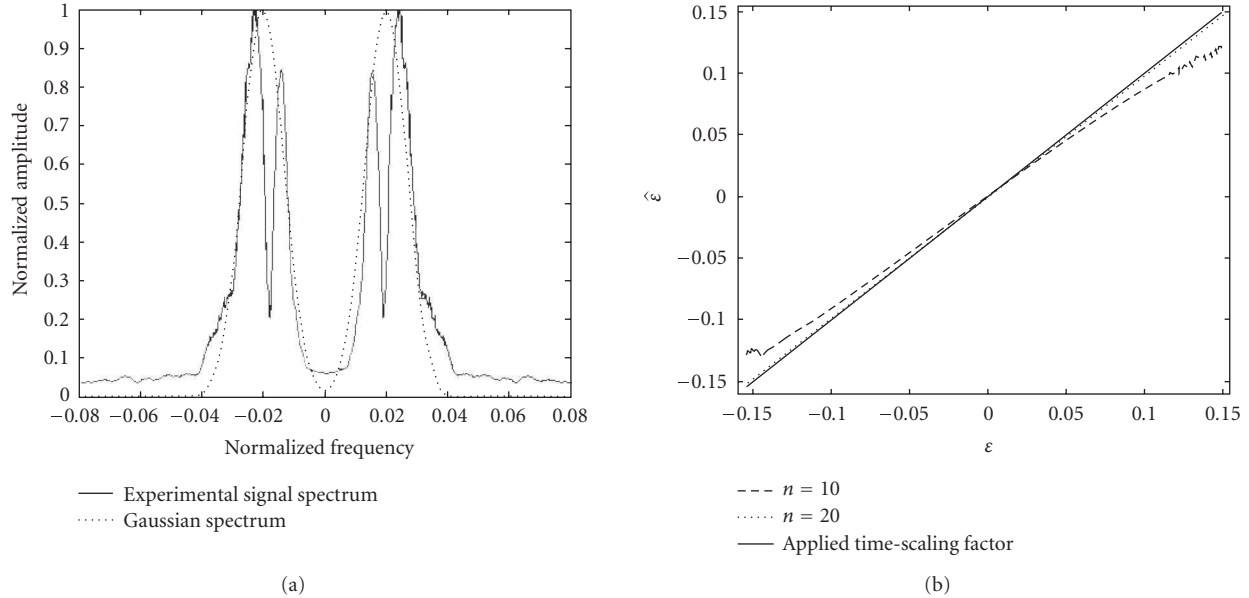 1
0.9
0.8
0.7
0.6
0.5
0.4
0.3
0.2
0.1
0
Normalized amplitude
−0.08 −0.06 −0.04 −0.02 0 0.02 0.04 0.06 0.08
Normalized frequency
Experimental signal spectrum
Gaussian spectrum
(a)
0.15
0.1
0.05
0
−0.05
−0.1
−0.15
ε̂
−0.15 −0.1 −0.05 0 0.05 0.1 0.15
ε
n = 10
n = 20
Applied time-scaling factor
(b)